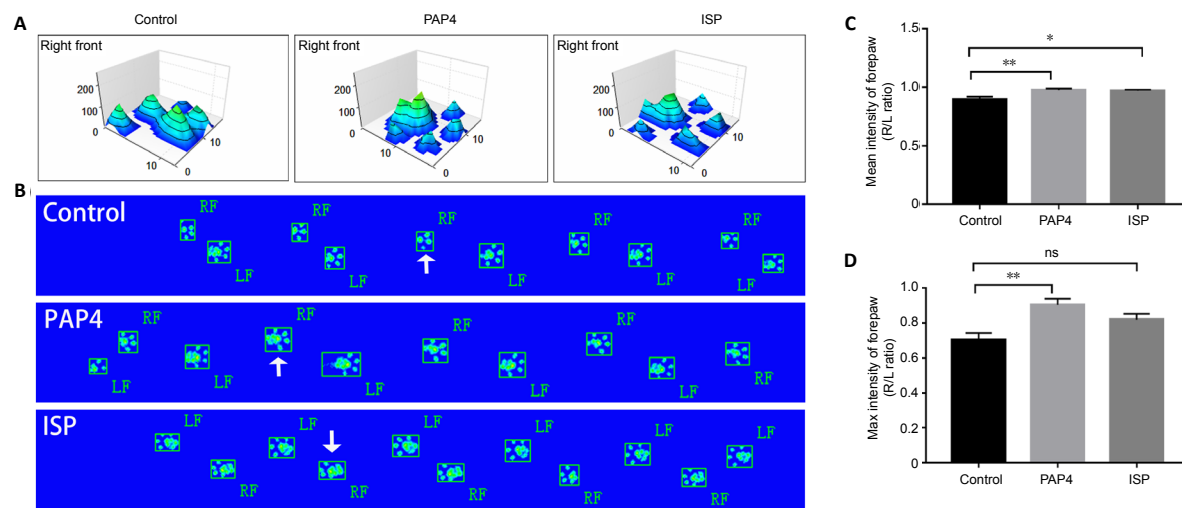 A
Control
PAP4
ISP
Right front
200
100
0
10
10
0
Right front
200
100
0
10
10
0
Right front
200
100
0
10
10
0
B
Control
RF
RF
RF
RF
RF
LF
LF
LF
LF
LF
PAP4
RF
RF
RF
RF
RF
LF
LF
LF
LF
LF
ISP
LF
LF
LF
LF
LF
LF
RF
RF
RF
RF
RF
C
Mean intensity of forepaw
(R/L ratio)
1.5
1.0
0.5
0
*
**
Control
PAP4
ISP
D
Max intensity of forepaw
(R/L ratio)
1.0
0.8
0.6
0.4
0.2
0
ns
**
Control
PAP4
ISP